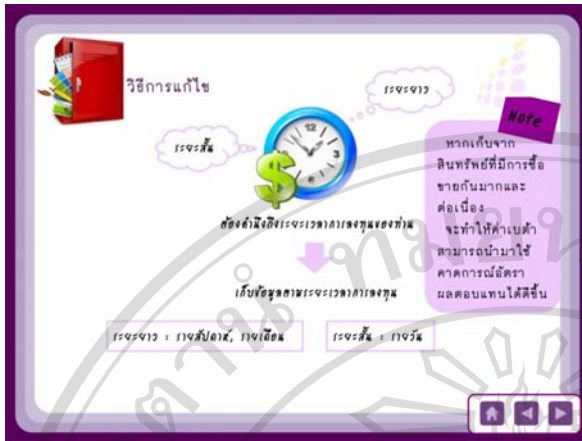 วิธีการแก้ไข
ระยะยาว
ระยะสั้น
ต้องคำนึงถึงระยะเวลาการลงทุนของท่าน
เก็บข้อมูลตามระยะเวลาการลงทุน
ระยะยาว : รายสัปดาห์, รายเดือน
ระยะสั้น : รายวัน
Note
หากเก็บจาก
สินทรัพย์ที่มีการซื้อ
ขายกันมากและ
ต่อเนื่อง
จะทำให้ค่าเบต้า
สามารถนำมาใช้
คาดการณ์อัตรา
ผลตอบแทนได้ดีขึ้น
12
3